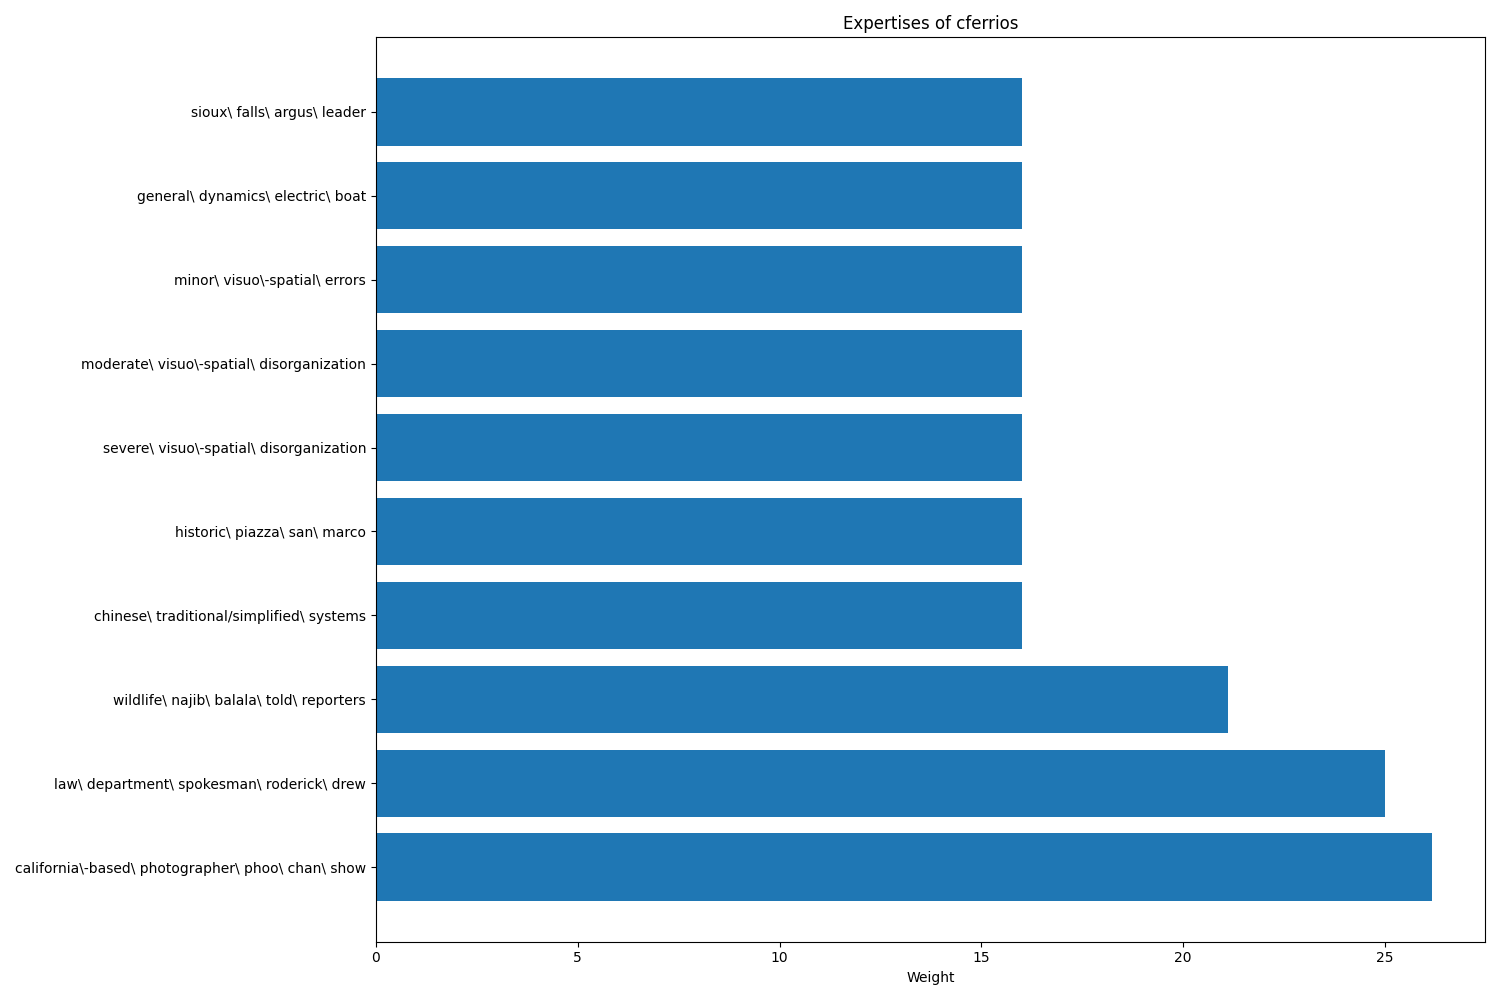 Expertises of cferrios
sioux\ falls\ argus\ leader
general\ dynamics\ electric\ boat
minor\ visuo\-spatial\ errors
moderate\ visuo\-spatial\ disorganization
severe\ visuo\-spatial\ disorganization
historic\ piazza\ san\ marco
chinese\ traditional/simplified\ systems
wildlife\ najib\ balala\ told\ reporters
law\ department\ spokesman\ roderick\ drew
california\-based\ photographer\ phoo\ chan\ show
0 5 10 15 20 25
Weight